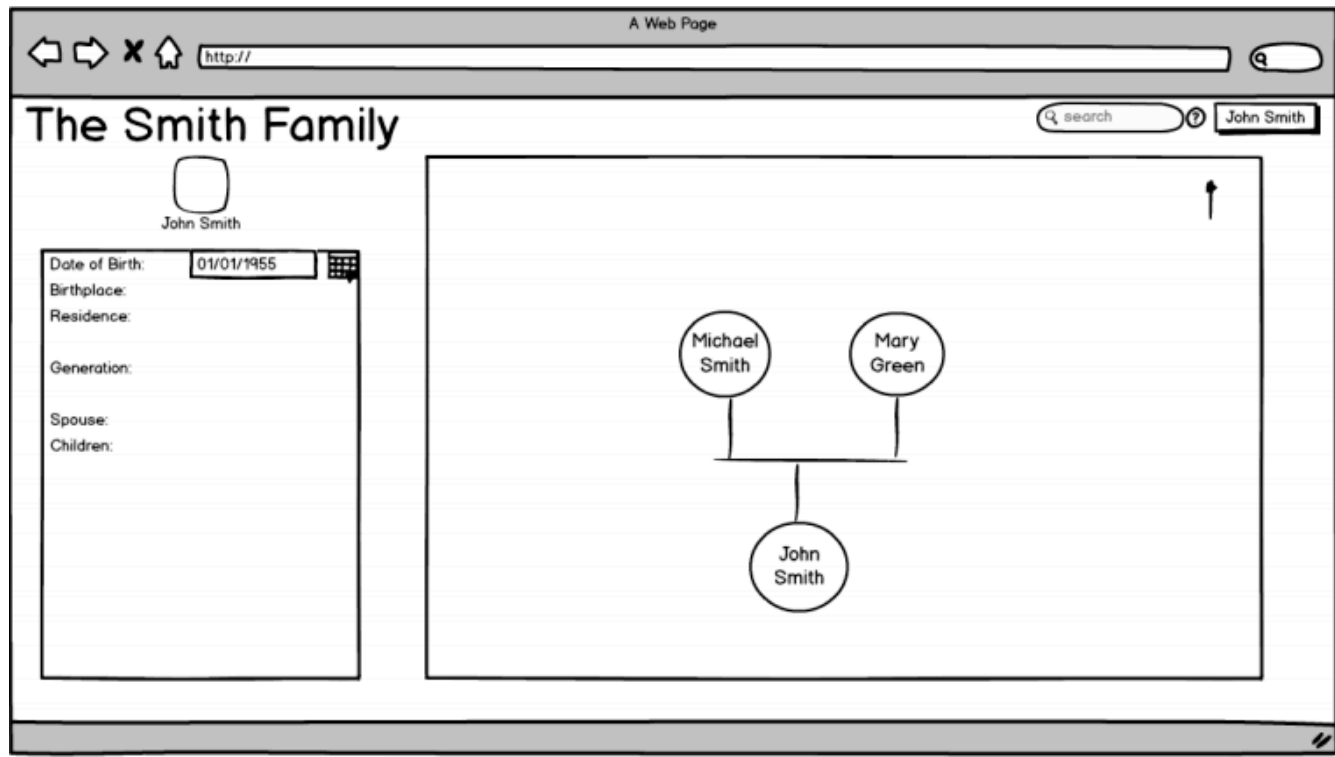 A Web Page
http://
The Smith Family
search
?
John Smith
John Smith
Date of Birth: 01/01/1955
Birthplace:
Residence:
Generation:
Spouse:
Children:
Michael
Smith
Mary
Green
John
Smith